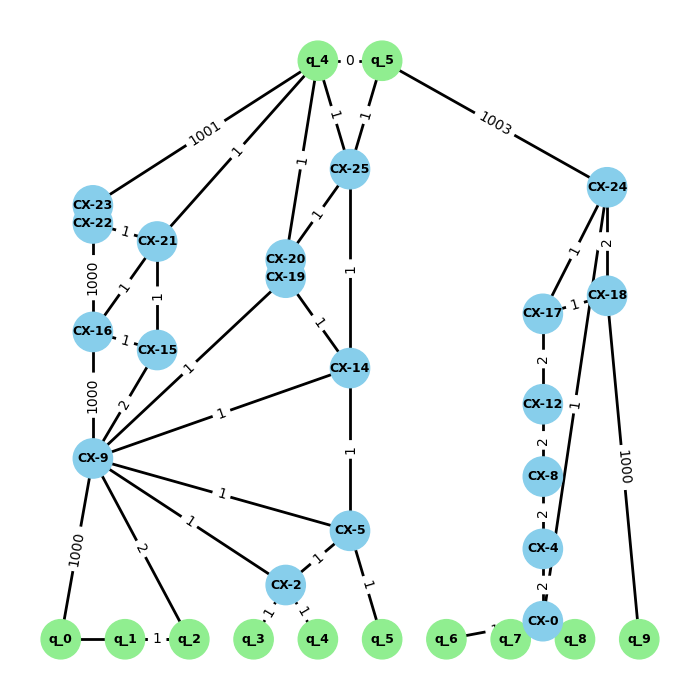 q_4 0 q_5
1 1
1001 1003
1 1
CX-25
CX-24
CX-23
CX-22 1 CX-21 1
1 2
CX-20
CX-19
1000 1 1 1
CX-18
CX-17 1
CX-16 1 CX-15
1
CX-14
1 2
1000 2 1 1
CX-12
1
2
CX-9
1 1000
CX-8
1
1 2
CX-5
1000 2 CX-4
1
CX-2 1 2
1 1
CX-0
q_0 q_1 1 q_2 q_3 q_4 q_5 q_6 q_7 q_8 q_9